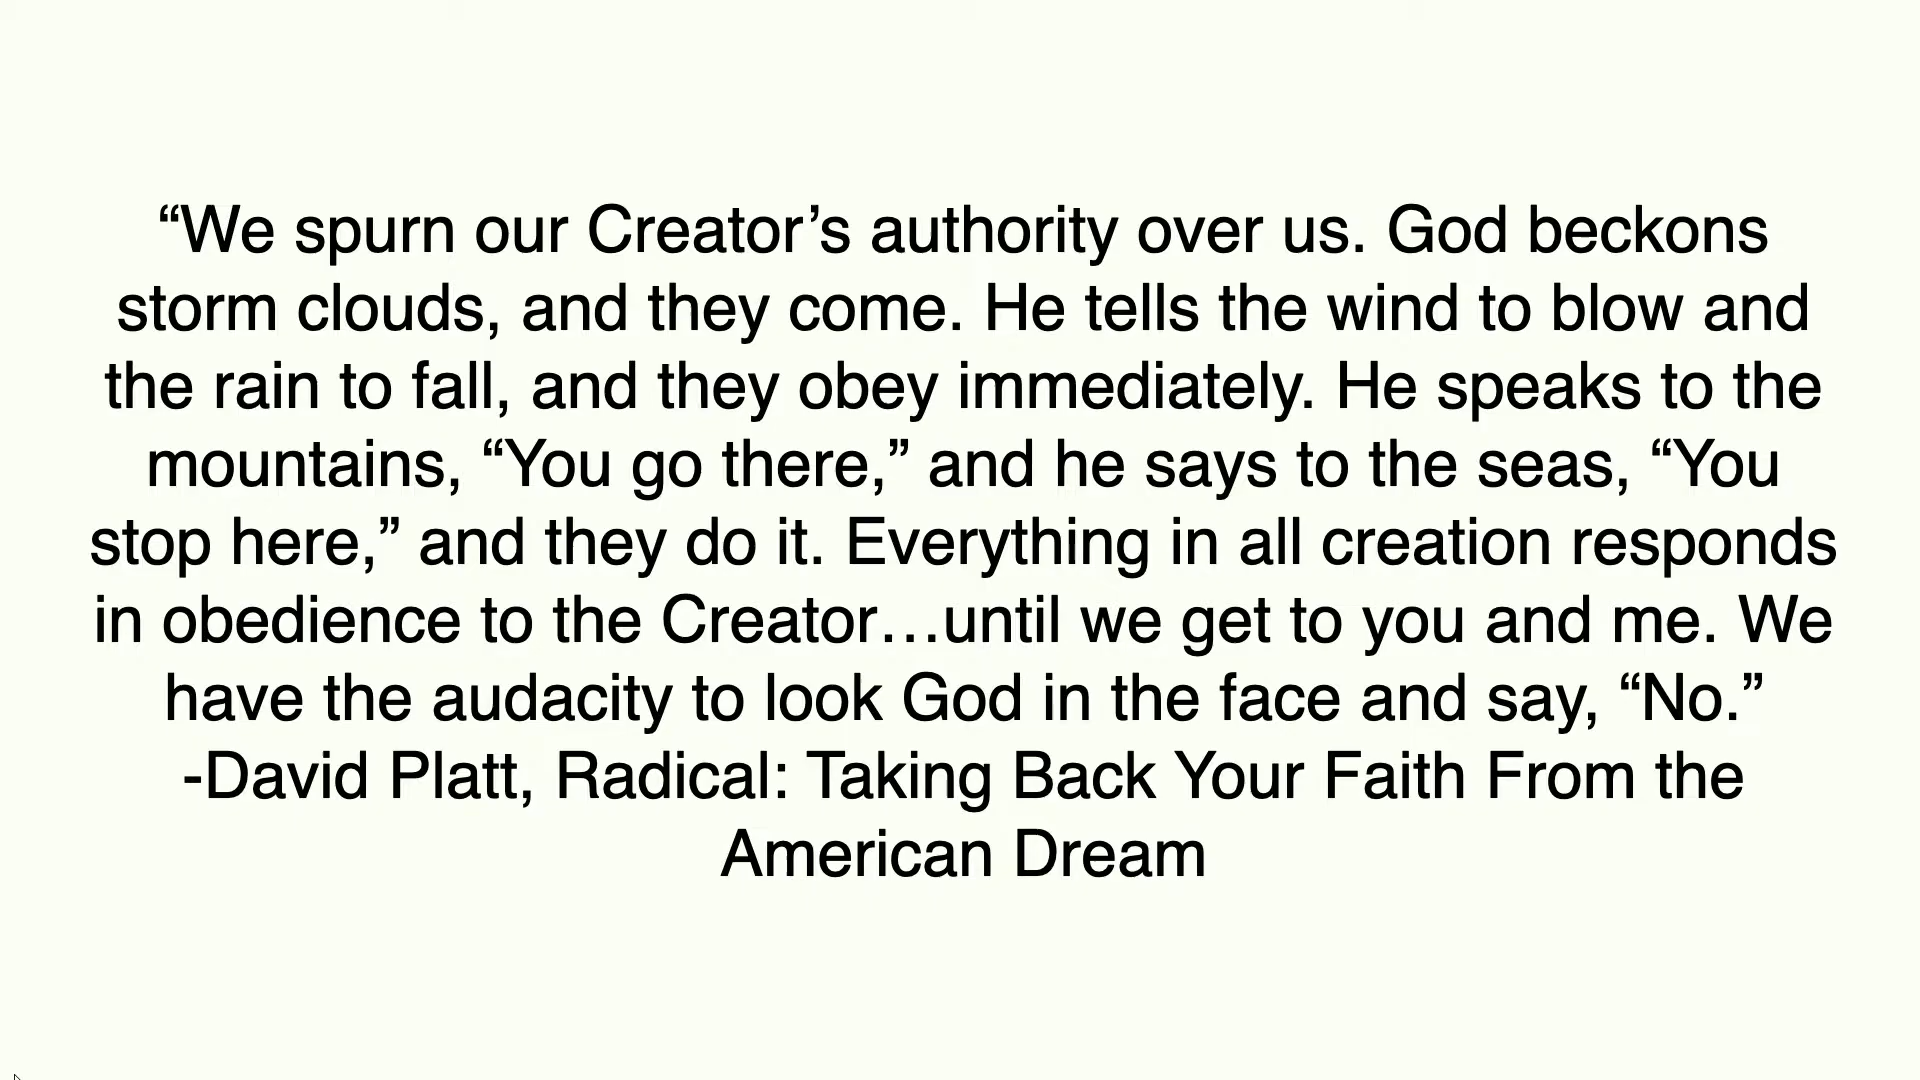 “We spurn our Creator’s authority over us. God beckons
storm clouds, and they come. He tells the wind to blow and
the rain to fall, and they obey immediately. He speaks to the
mountains, “You go there,” and he says to the seas, “You
stop here,” and they do it. Everything in all creation responds
in obedience to the Creator…until we get to you and me. We
have the audacity to look God in the face and say, “No.”
-David Platt, Radical: Taking Back Your Faith From the
American Dream